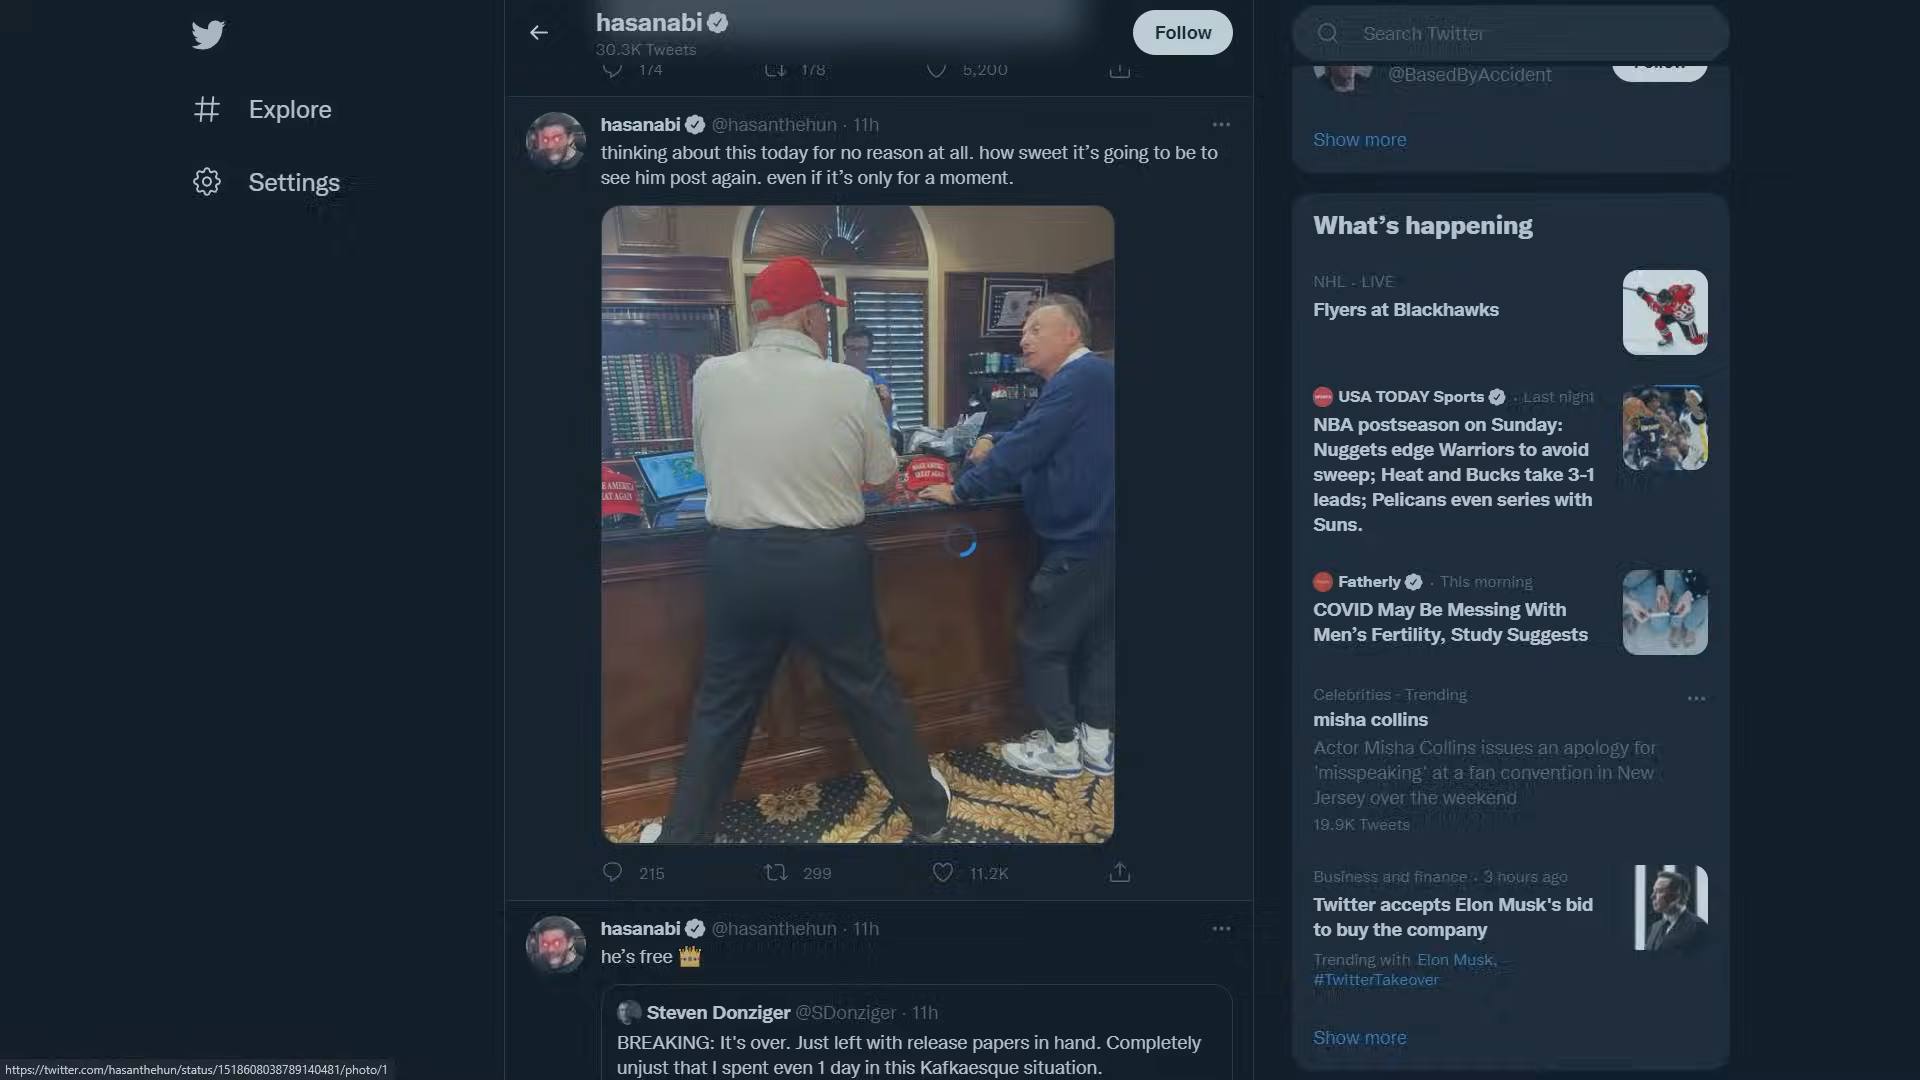 hasanabi
30.3K Tweets
Follow
Search Twitter
174 178 5,200
@BasedByAccident
Show more
Explore
Settings
hasanabi @hasanthehun · 11h
thinking about this today for no reason at all. how sweet it’s going to be to
see him post again. even if it’s only for a moment.
MAKE AMERICA
GREAT AGAIN
215 299 11.2K
hasanabi @hasanthehun · 11h
he’s free 👑
Steven Donziger @SDonziger · 11h
BREAKING: It's over. Just left with release papers in hand. Completely
unjust that I spent even 1 day in this Kafkaesque situation.
What’s happening
NHL · LIVE
Flyers at Blackhawks
USA TODAY Sports · Last night
NBA postseason on Sunday:
Nuggets edge Warriors to avoid
sweep; Heat and Bucks take 3-1
leads; Pelicans even series with
Suns.
Fatherly · This morning
COVID May Be Messing With
Men’s Fertility, Study Suggests
Celebrities · Trending
misha collins
Actor Misha Collins issues an apology for
'misspeaking' at a fan convention in New
Jersey over the weekend
19.9K Tweets
Business and finance · 3 hours ago
Twitter accepts Elon Musk's bid
to buy the company
Trending with Elon Musk,
#TwitterTakeover
Show more
https://twitter.com/hasanthehun/status/1518608038789140481/photo/1